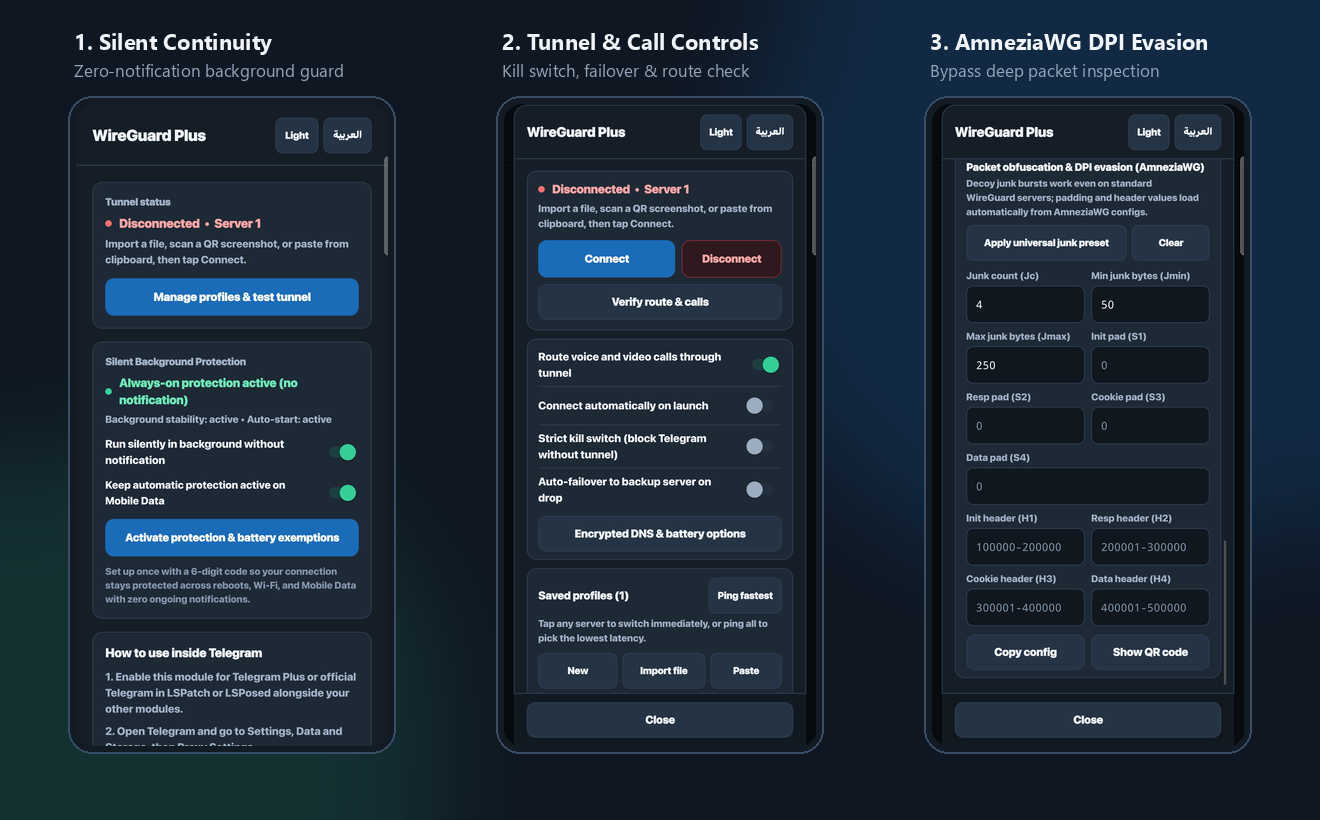 1. Silent Continuity
Zero-notification background guard
WireGuard Plus
Light
العربية
Tunnel status
Disconnected • Server 1
Import a file, scan a QR screenshot, or paste from
clipboard, then tap Connect.
Manage profiles & test tunnel
Silent Background Protection
Always-on protection active (no
notification)
Background stability: active • Auto-start: active
Run silently in background without
notification
Keep automatic protection active on
Mobile Data
Activate protection & battery exemptions
Set up once with a 6-digit code so your connection
stays protected across reboots, Wi-Fi, and Mobile Data
with zero ongoing notifications.
How to use inside Telegram
1. Enable this module for Telegram Plus or official
Telegram in LSPatch or LSPosed alongside your
other modules.
2. Open Telegram and go to Settings, Data and
Storage, then Proxy Settings.
2. Tunnel & Call Controls
Kill switch, failover & route check
WireGuard Plus
Light
العربية
Disconnected • Server 1
Import a file, scan a QR screenshot, or paste from
clipboard, then tap Connect.
Connect
Disconnect
Verify route & calls
Route voice and video calls through
tunnel
Connect automatically on launch
Strict kill switch (block Telegram
without tunnel)
Auto-failover to backup server on
drop
Encrypted DNS & battery options
Saved profiles (1)
Ping fastest
Tap any server to switch immediately, or ping all to
pick the lowest latency.
New
Import file
Paste
Close
3. AmneziaWG DPI Evasion
Bypass deep packet inspection
WireGuard Plus
Light
العربية
Packet obfuscation & DPI evasion (AmneziaWG)
Decoy junk bursts work even on standard
WireGuard servers; padding and header values load
automatically from AmneziaWG configs.
Apply universal junk preset
Clear
Junk count (Jc)
Min junk bytes (Jmin)
4
50
Max junk bytes (Jmax)
Init pad (S1)
250
0
Resp pad (S2)
Cookie pad (S3)
0
0
Data pad (S4)
0
Init header (H1)
Resp header (H2)
100000-200000
200001-300000
Cookie header (H3)
Data header (H4)
300001-400000
400001-500000
Copy config
Show QR code
Close